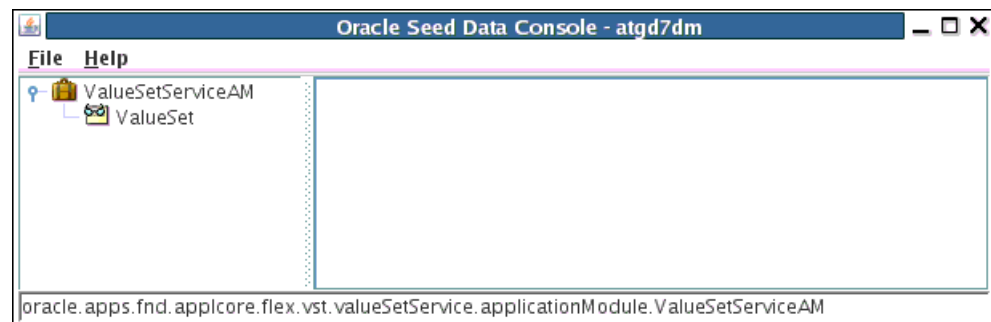 Oracle Seed Data Console - atgd7dm
File Help
ValueSetServiceAM
ValueSet
oracle.apps.fnd.applcore.flex.vst.valueSetService.applicationModule.ValueSetServiceAM